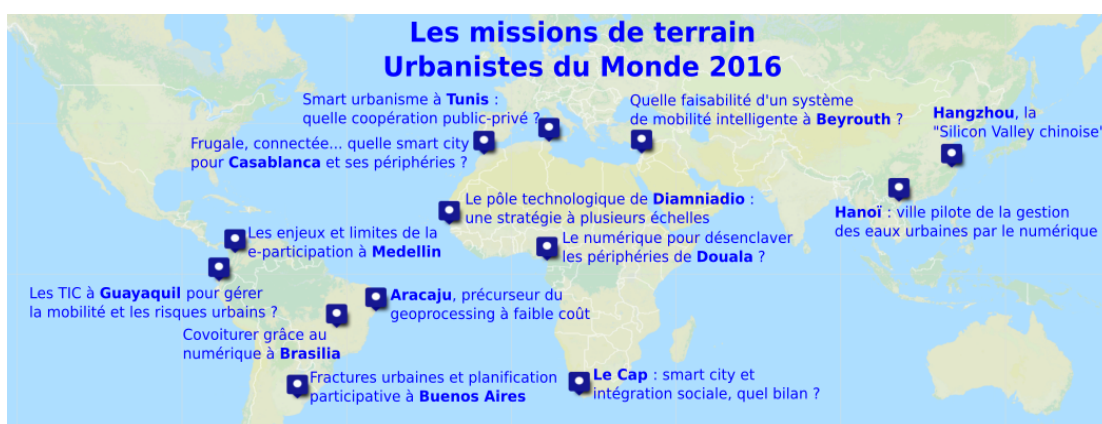 Les missions de terrain
Urbanistes du Monde 2016
Smart urbanisme à Tunis :
quelle coopération public-privé ?
Quelle faisabilité d'un système
de mobilité intelligente à Beyrouth ?
Hangzhou, la
"Silicon Valley chinoise"
Frugale, connectée... quelle smart city
pour Casablanca et ses périphéries ?
Le pôle technologique de Diamniadio :
une stratégie à plusieurs échelles
Hanoï : ville pilote de la gestion
des eaux urbaines par le numérique
Les enjeux et limites de la
e-participation à Medellin
Le numérique pour désenclaver
les périphéries de Douala ?
Les TIC à Guayaquil pour gérer
la mobilité et les risques urbains ?
Aracaju, précurseur du
geoprocessing à faible coût
Covoiturer grâce au
numérique à Brasilia
Fractures urbaines et planification
participative à Buenos Aires
Le Cap : smart city et
intégration sociale, quel bilan ?